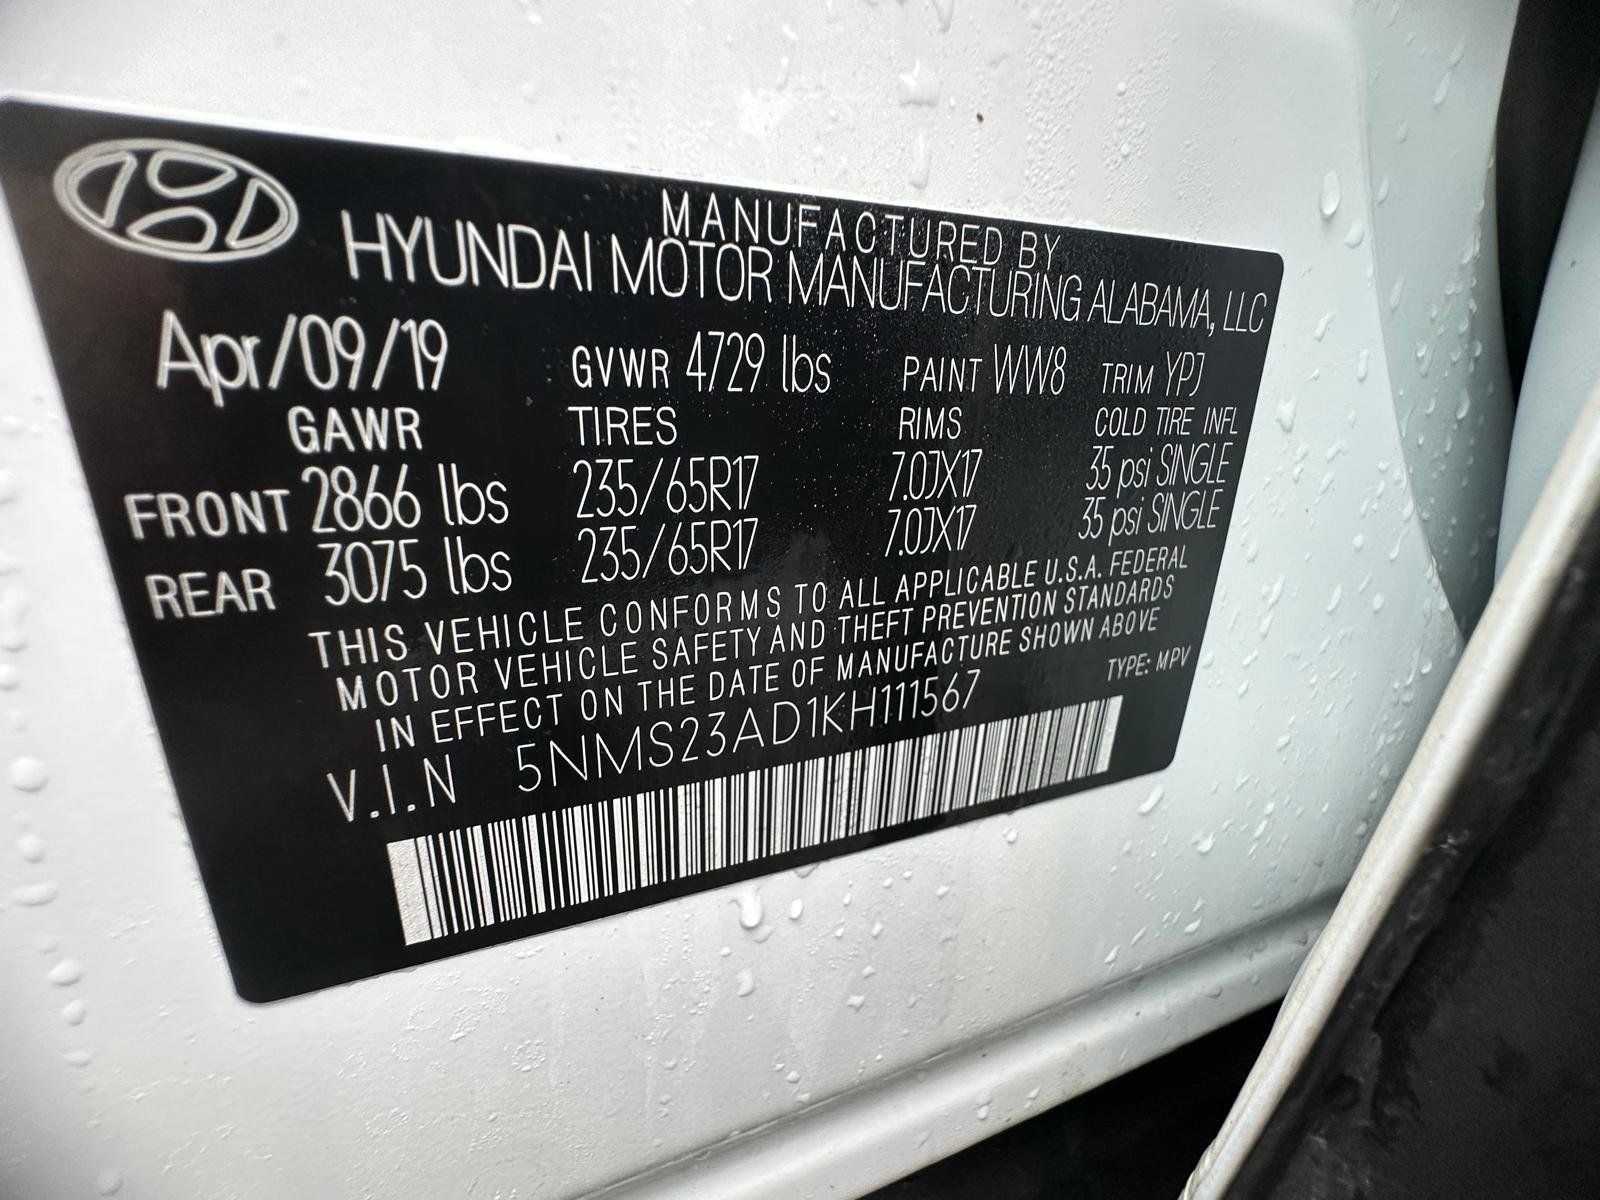 MANUFACTURED BY
HYUNDAI MOTOR MANUFACTURING ALABAMA, LLC
Apr/09/19 GVWR 4729 lbs PAINT WW8 TRIM YPJ
GAWR TIRES RIMS COLD TIRE INFL
FRONT 2866 lbs 235/65R17 7.0JX17 35 psi SINGLE
REAR 3075 lbs 235/65R17 7.0JX17 35 psi SINGLE
THIS VEHICLE CONFORMS TO ALL APPLICABLE U.S.A. FEDERAL
MOTOR VEHICLE SAFETY AND THEFT PREVENTION STANDARDS
IN EFFECT ON THE DATE OF MANUFACTURE SHOWN ABOVE
V.I.N 5NMS23AD1KH111567 TYPE: MPV